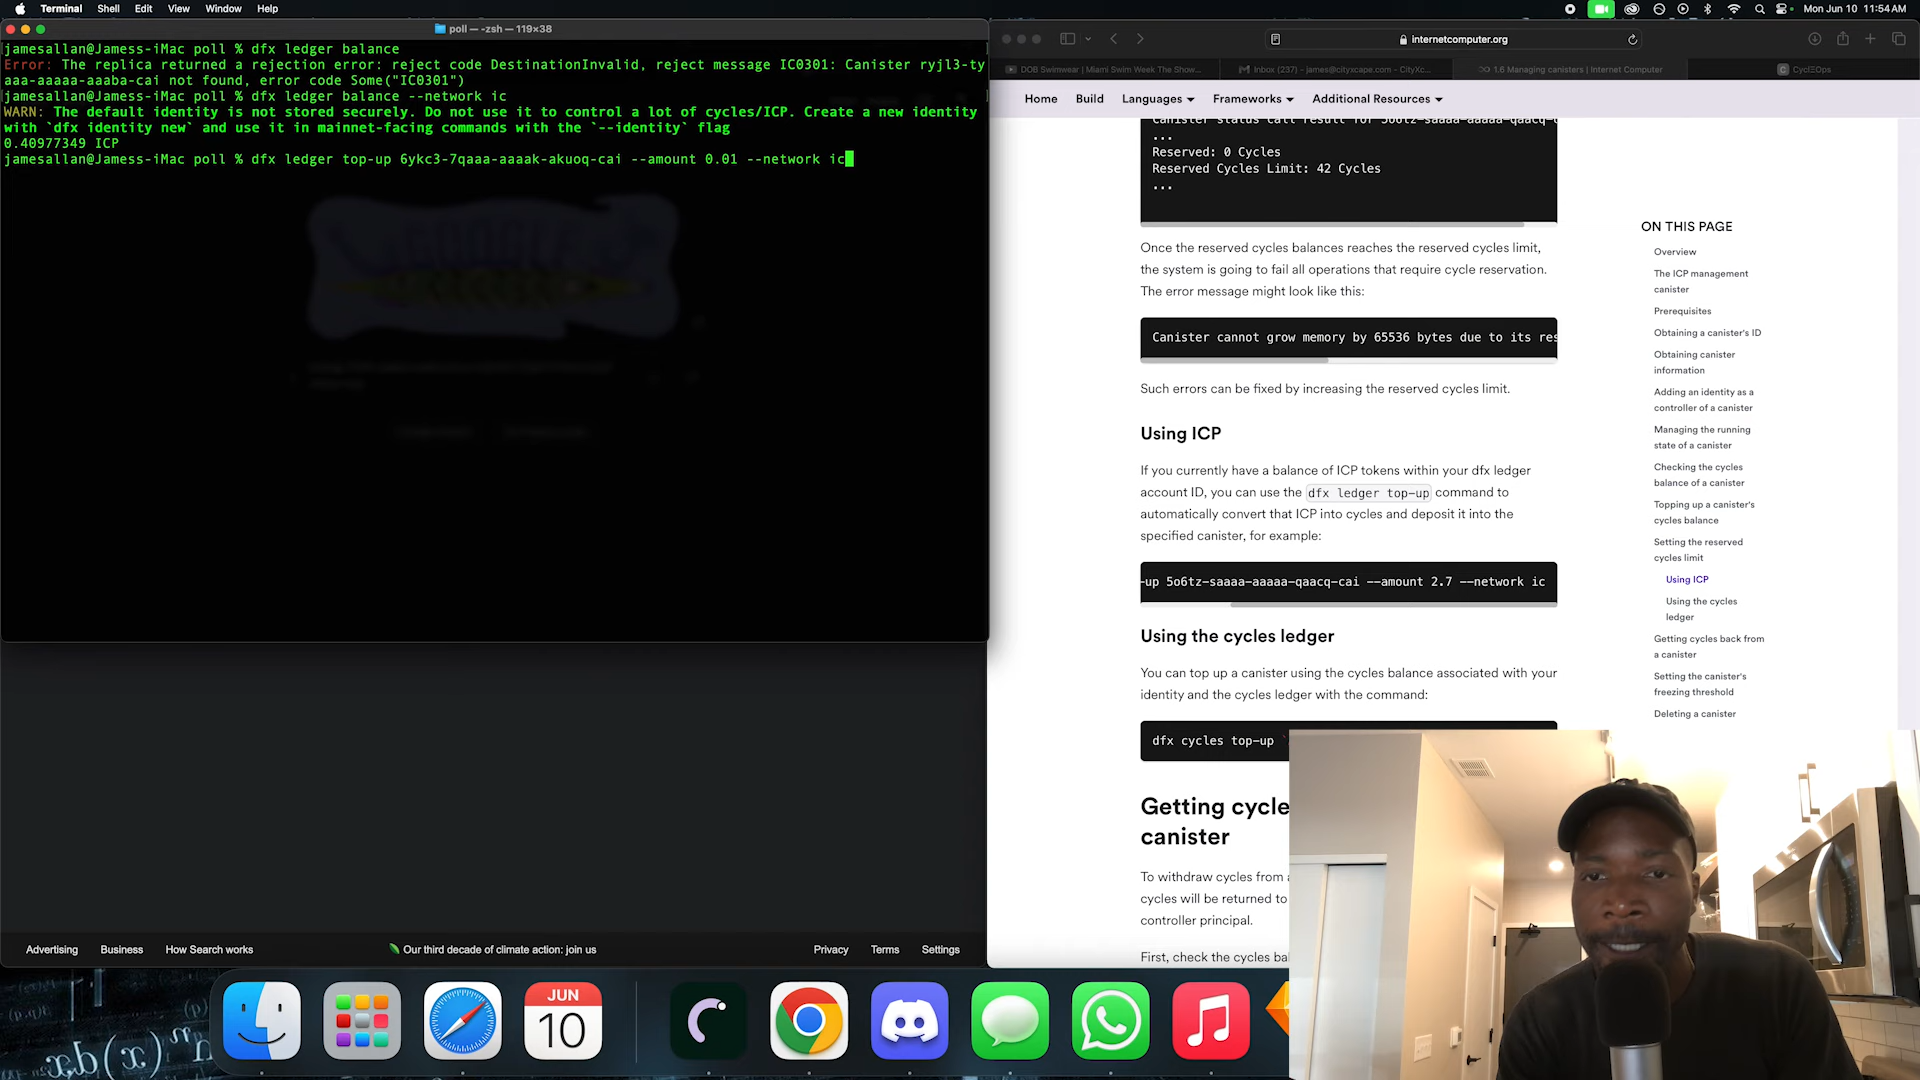 Terminal Shell Edit View Window Help
Mon Jun 10 11:54 AM
poll — -zsh — 119×38
jamesallan@Jamess-iMac poll % dfx ledger balance
Error: The replica returned a rejection error: reject code DestinationInvalid, reject message IC0301: Canister ryjl3-ty
aaa-aaaaa-aaaba-cai not found, error code Some("IC0301")
jamesallan@Jamess-iMac poll % dfx ledger balance --network ic
WARN: The default identity is not stored securely. Do not use it to control a lot of cycles/ICP. Create a new identity
with `dfx identity new` and use it in mainnet-facing commands with the `--identity` flag
0.40977349 ICP
jamesallan@Jamess-iMac poll % dfx ledger top-up 6ykc3-7qaaa-aaaak-akuoq-cai --amount 0.01 --network ic
Advertising Business How Search works
Our third decade of climate action: join us
Privacy Terms Settings
JUN
10
internetcomputer.org
DOB Swimwear | Miami Swim Week The Show...
Inbox (237) – james@cityxcape.com – CityXc...
1.6 Managing canisters | Internet Computer
CyclΞOps
Home Build Languages Frameworks Additional Resources
...
Reserved: 0 Cycles
Reserved Cycles Limit: 42 Cycles
...
Once the reserved cycles balances reaches the reserved cycles limit,
the system is going to fail all operations that require cycle reservation.
The error message might look like this:
Canister cannot grow memory by 65536 bytes due to its res
Such errors can be fixed by increasing the reserved cycles limit.
Using ICP
If you currently have a balance of ICP tokens within your dfx ledger
account ID, you can use the dfx ledger top-up command to
automatically convert that ICP into cycles and deposit it into the
specified canister, for example:
-up 5o6tz-saaaa-aaaaa-qaacq-cai --amount 2.7 --network ic
Using the cycles ledger
You can top up a canister using the cycles balance associated with your
identity and the cycles ledger with the command:
dfx cycles top-up
Getting cycle
canister
To withdraw cycles from
cycles will be returned to
controller principal.
First, check the cycles bal
ON THIS PAGE
Overview
The ICP management
canister
Prerequisites
Obtaining a canister's ID
Obtaining canister
information
Adding an identity as a
controller of a canister
Managing the running
state of a canister
Checking the cycles
balance of a canister
Topping up a canister's
cycles balance
Setting the reserved
cycles limit
Using ICP
Using the cycles
ledger
Getting cycles back from
a canister
Setting the canister's
freezing threshold
Deleting a canister